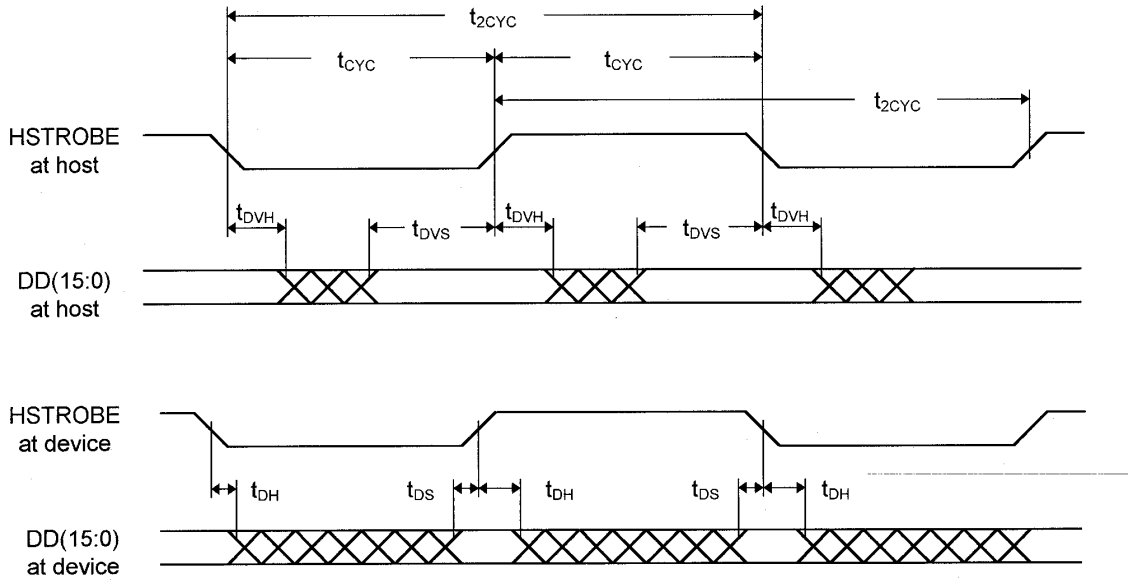 t2CYC
tCYC tCYC
t2CYC
HSTROBE
at host
tDVH tDVS tDVH tDVS tDVH
DD(15:0)
at host
HSTROBE
at device
tDH tDS tDH tDS tDH
DD(15:0)
at device